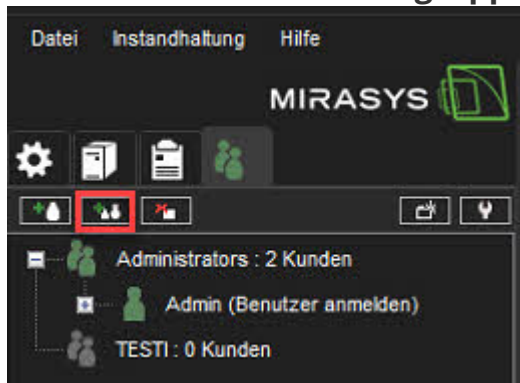 Datei Instandhaltung Hilfe
MIRASYS
Administrators : 2 Kunden
Admin (Benutzer anmelden)
TESTI : 0 Kunden